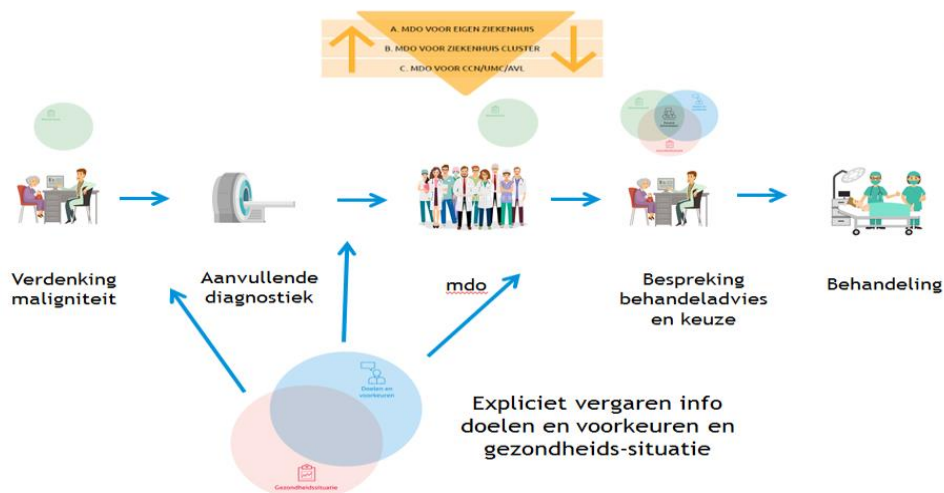 A. MDO VOOR EIGEN ZIEKENHUIS
B. MDO VOOR ZIEKENHUIS CLUSTER
C. MDO VOOR CCN/UMC/AVL
Verdenking
maligniteit
Aanvullende
diagnostiek
mdo
Bespreking
behandeladvies
en keuze
Behandeling
Doelen en
voorkeuren
Gezondheidssituatie
Expliciet vergaren info
doelen en voorkeuren en
gezondheids-situatie